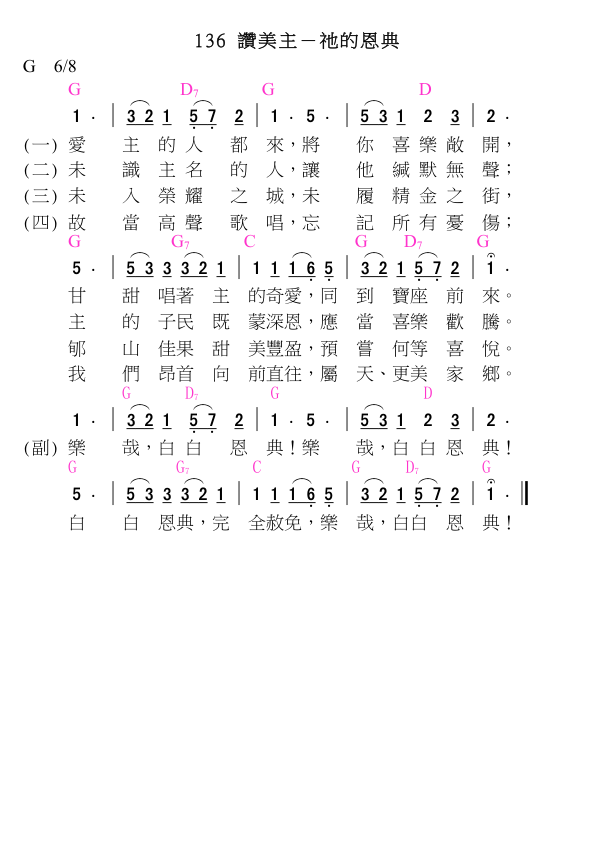 136 讚美主－祂的恩典
G 6/8
G D7 G D
1 · | 3 2 1 5 7 2 | 1 · 5 · | 5 3 1 2 3 | 2 ·
(一) 愛 主 的 人 都 來，將 你 喜 樂 敞 開，
(二) 未 識 主 名 的 人，讓 他 緘 默 無 聲；
(三) 未 入 榮 耀 之 城，未 履 精 金 之 街，
(四) 故 當 高 聲 歌 唱，忘 記 所 有 憂 傷；
G G7 C G D7 G
5 · | 5 3 3 3 2 1 | 1 1 1 6 5 | 3 2 1 5 7 2 | 1 ·
甘 甜 唱著 主 的奇愛，同 到 寶座 前 來。
主 的 子民 既 蒙深恩，應 當 喜樂 歡 騰。
郇 山 佳果 甜 美豐盈，預 嘗 何等 喜 悅。
我 們 昂首 向 前直往，屬 天、更美 家 鄉。
G D7 G D
1 · | 3 2 1 5 7 2 | 1 · 5 · | 5 3 1 2 3 | 2 ·
(副) 樂 哉，白 白 恩 典！樂 哉，白 白 恩 典！
G G7 C G D7 G
5 · | 5 3 3 3 2 1 | 1 1 1 6 5 | 3 2 1 5 7 2 | 1 · ‖
白 白 恩典，完 全赦免，樂 哉，白白 恩 典！